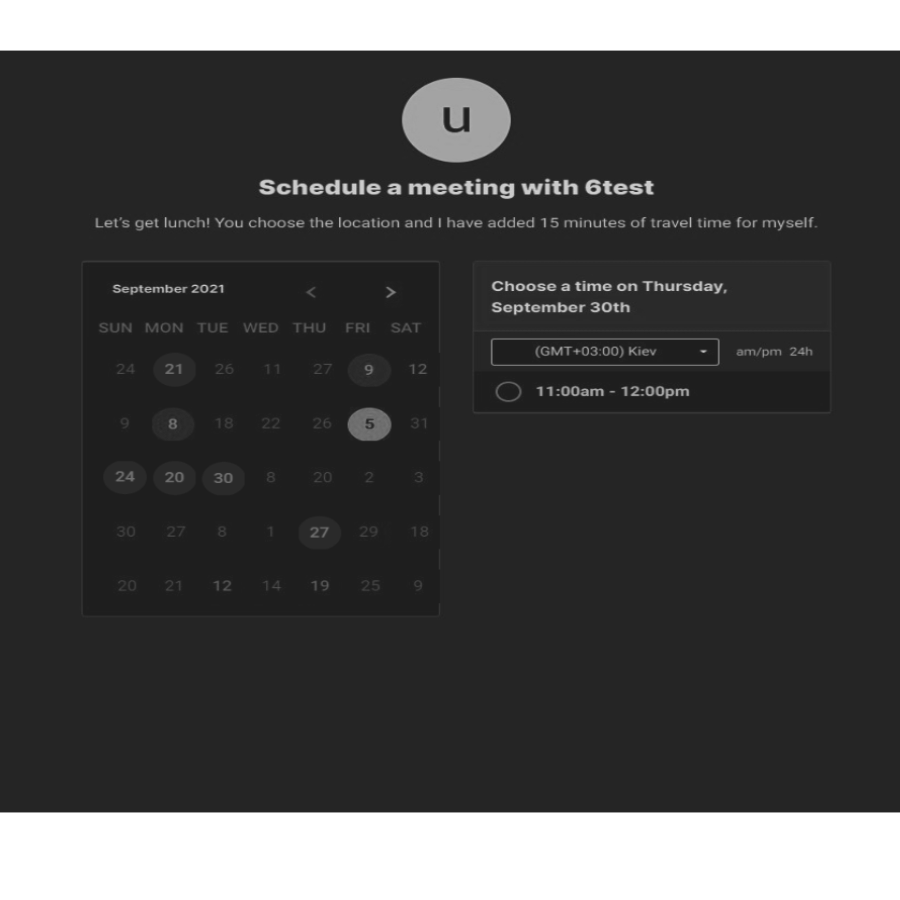 u
Schedule a meeting with 6test
Let's get lunch! You choose the location and I have added 15 minutes of travel time for myself.
September 2021 < >
SUN MON TUE WED THU FRI SAT
24 21 26 11 27 9 12
9 8 18 22 26 5 31
24 20 30 8 20 2 3
30 27 8 1 27 29 18
20 21 12 14 19 25 9
Choose a time on Thursday,
September 30th
(GMT+03:00) Kiev am/pm 24h
11:00am - 12:00pm